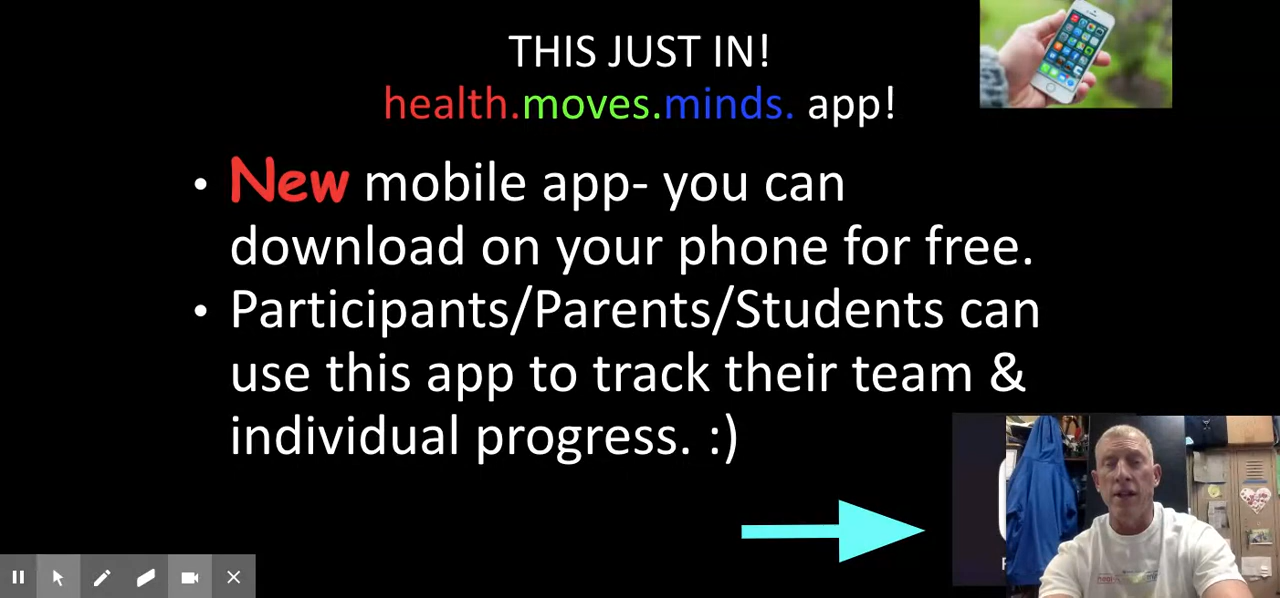 THIS JUST IN!
health.moves.minds. app!
• New mobile app- you can
download on your phone for free.
• Participants/Parents/Students can
use this app to track their team &
individual progress. :)